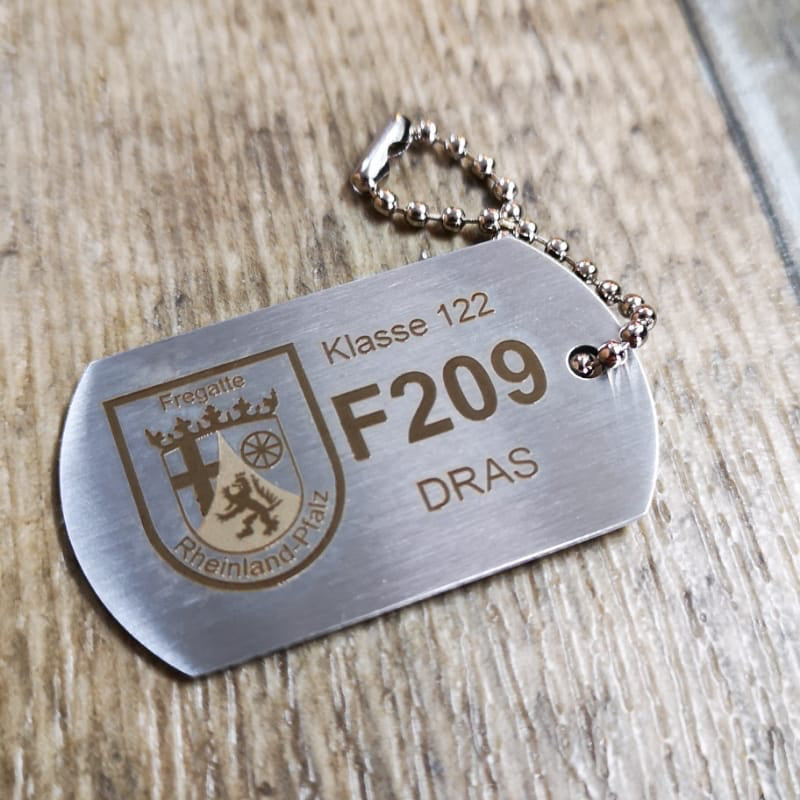 Klasse 122
F209
DRAS
Fregatte
Rheinland-Pfalz